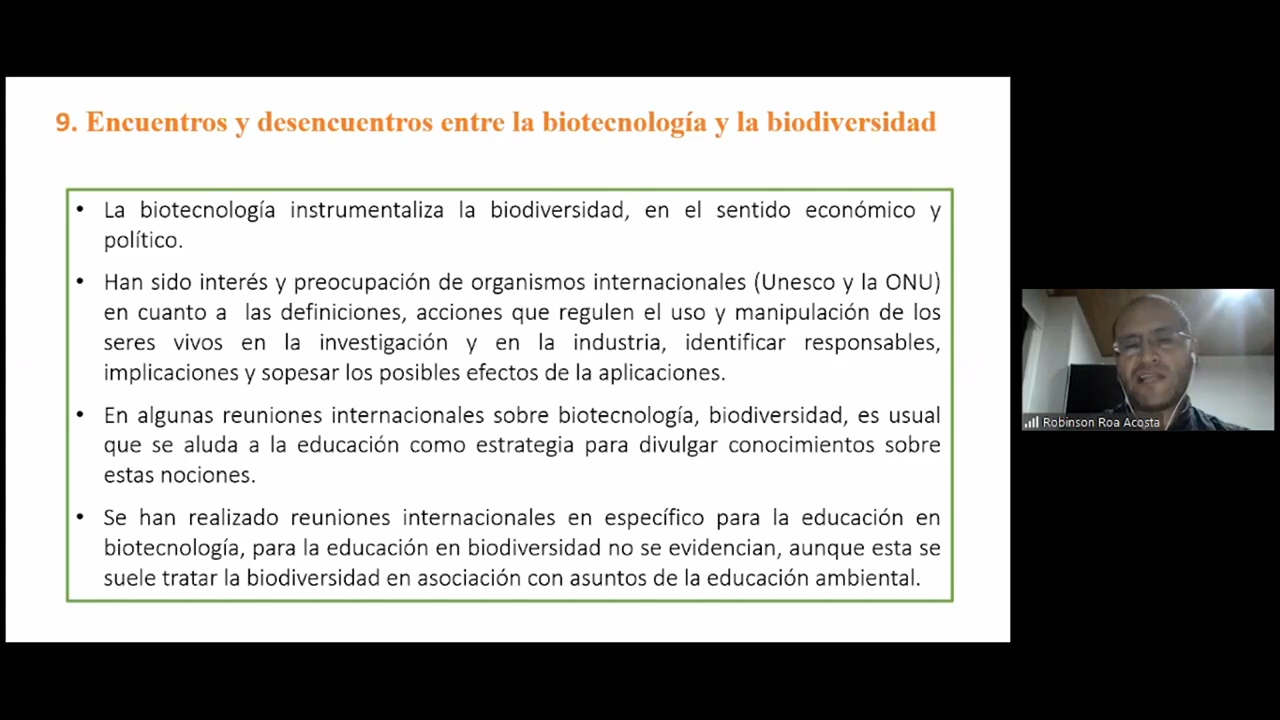 9. Encuentros y desencuentros entre la biotecnología y la biodiversidad
• La biotecnología instrumentaliza la biodiversidad, en el sentido económico y
político.
• Han sido interés y preocupación de organismos internacionales (Unesco y la ONU)
en cuanto a las definiciones, acciones que regulen el uso y manipulación de los
seres vivos en la investigación y en la industria, identificar responsables,
implicaciones y sopesar los posibles efectos de la aplicaciones.
• En algunas reuniones internacionales sobre biotecnología, biodiversidad, es usual
que se aluda a la educación como estrategia para divulgar conocimientos sobre
estas nociones.
• Se han realizado reuniones internacionales en específico para la educación en
biotecnología, para la educación en biodiversidad no se evidencian, aunque esta se
suele tratar la biodiversidad en asociación con asuntos de la educación ambiental.
Robinson Roa Acosta